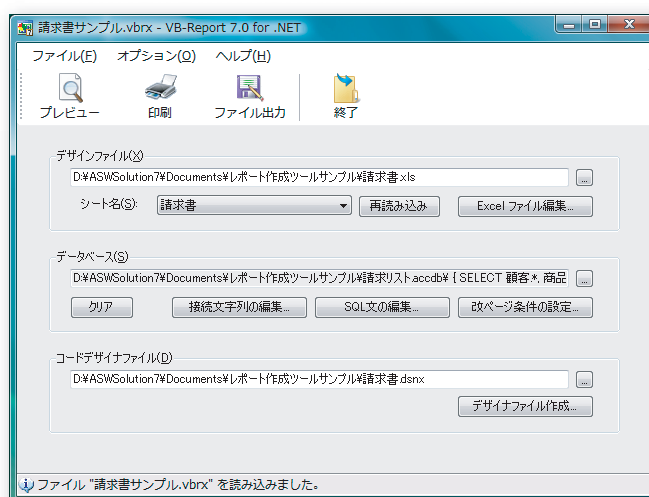 請求書サンプル.vbrx - VB-Report 7.0 for .NET
ファイル(F) オプション(O) ヘルプ(H)
プレビュー 印刷 ファイル出力 終了
デザインファイル(X)
D:¥ASWSolution7¥Documents¥レポート作成ツールサンプル¥請求書.xls ...
シート名(S): 請求書 再読み込み Excel ファイル編集...
データベース(S)
D:¥ASWSolution7¥Documents¥レポート作成ツールサンプル¥請求リスト.accdb¥ { SELECT 顧客.*, 商品 ...
クリア 接続文字列の編集... SQL文の編集... 改ページ条件の設定...
コードデザイナファイル(D)
D:¥ASWSolution7¥Documents¥レポート作成ツールサンプル¥請求書.dsnx ...
デザイナファイル作成...
ファイル "請求書サンプル.vbrx" を読み込みました。